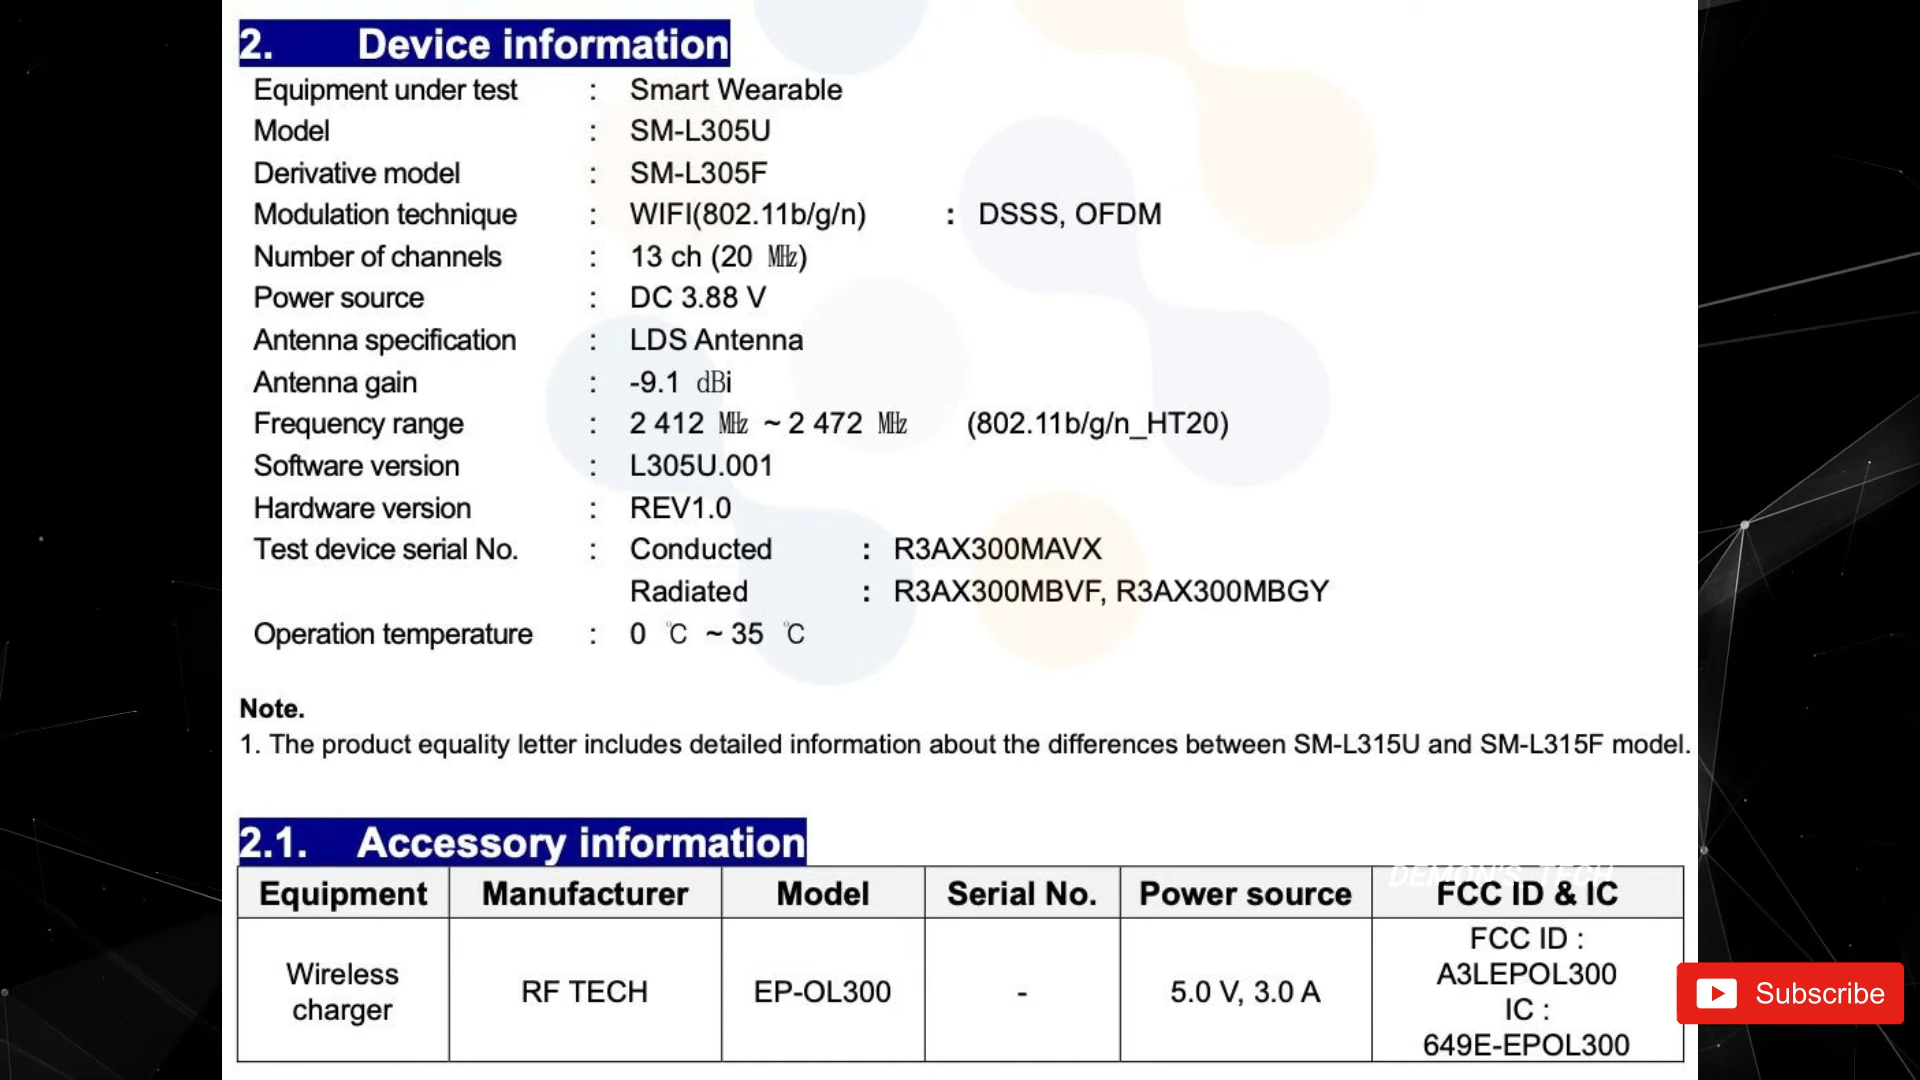 2. Device information
Equipment under test : Smart Wearable
Model : SM-L305U
Derivative model : SM-L305F
Modulation technique : WIFI(802.11b/g/n) : DSSS, OFDM
Number of channels : 13 ch (20 ㎒)
Power source : DC 3.88 V
Antenna specification : LDS Antenna
Antenna gain : -9.1 dBi
Frequency range : 2 412 ㎒ ~ 2 472 ㎒ (802.11b/g/n_HT20)
Software version : L305U.001
Hardware version : REV1.0
Test device serial No. : Conducted : R3AX300MAVX
Radiated : R3AX300MBVF, R3AX300MBGY
Operation temperature : 0 ℃ ~ 35 ℃
Note.
1. The product equality letter includes detailed information about the differences between SM-L315U and SM-L315F model.
2.1. Accessory information
DEMON'S TECH
Equipment Manufacturer Model Serial No. Power source FCC ID & IC
Wireless charger RF TECH EP-OL300 - 5.0 V, 3.0 A FCC ID :
A3LEPOL300
IC :
649E-EPOL300
Subscribe